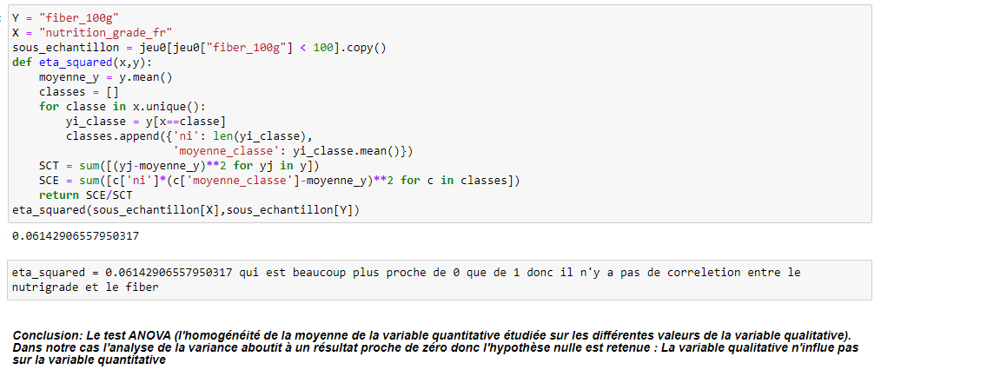 Y = "fiber_100g"
X = "nutrition_grade_fr"
sous_echantillon = jeu0[jeu0["fiber_100g"] < 100].copy()
def eta_squared(x,y):
    moyenne_y = y.mean()
    classes = []
    for classe in x.unique():
        yi_classe = y[x==classe]
        classes.append({'ni': len(yi_classe),
                        'moyenne_classe': yi_classe.mean()})
    SCT = sum([(yj-moyenne_y)**2 for yj in y])
    SCE = sum([c['ni']*(c['moyenne_classe']-moyenne_y)**2 for c in classes])
    return SCE/SCT
eta_squared(sous_echantillon[X],sous_echantillon[Y])
0.06142906557950317
eta_squared = 0.06142906557950317 qui est beaucoup plus proche de 0 que de 1 donc il n'y a pas de correletion entre le
nutrigrade et le fiber
Conclusion: Le test ANOVA (l'homogénéité de la moyenne de la variable quantitative étudiée sur les différentes valeurs de la variable qualitative).
Dans notre cas l'analyse de la variance aboutit à un résultat proche de zéro donc l'hypothèse nulle est retenue : La variable qualitative n'influe pas
sur la variable quantitative